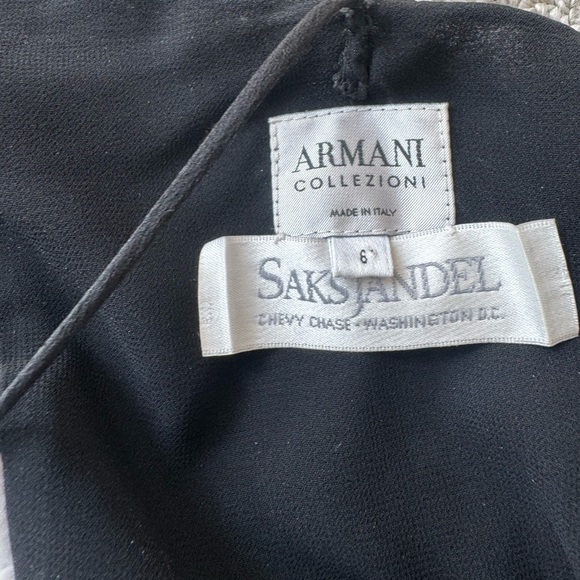 ARMANI
COLLEZIONI
MADE IN ITALY
6
SAKS JANDEL
CHEVY CHASE • WASHINGTON D.C.